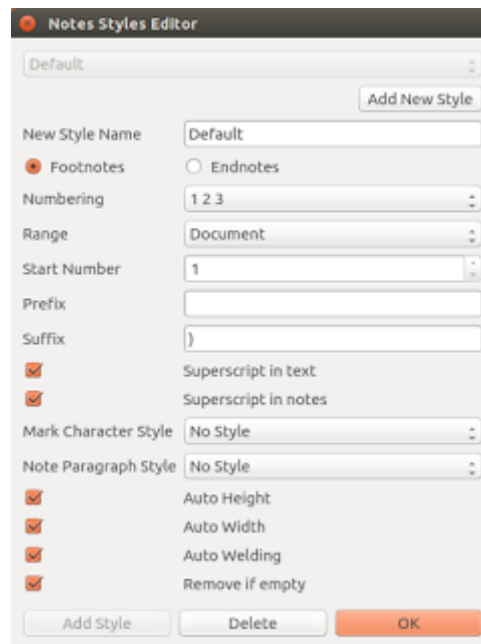 Notes Styles Editor
Default
Add New Style
New Style Name Default
Footnotes Endnotes
Numbering 1 2 3
Range Document
Start Number 1
Prefix
Suffix )
Superscript in text
Superscript in notes
Mark Character Style No Style
Note Paragraph Style No Style
Auto Height
Auto Width
Auto Welding
Remove if empty
Add Style Delete OK